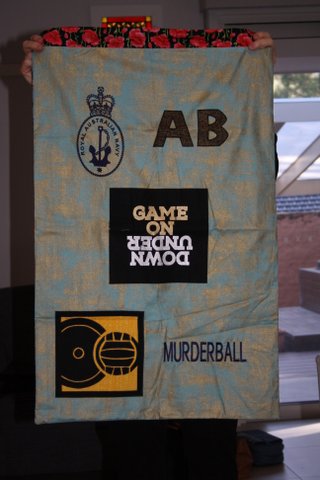 ROYAL AUSTRALIAN NAVY
AB
GAME
ON
DOWN
UNDER
MURDERBALL